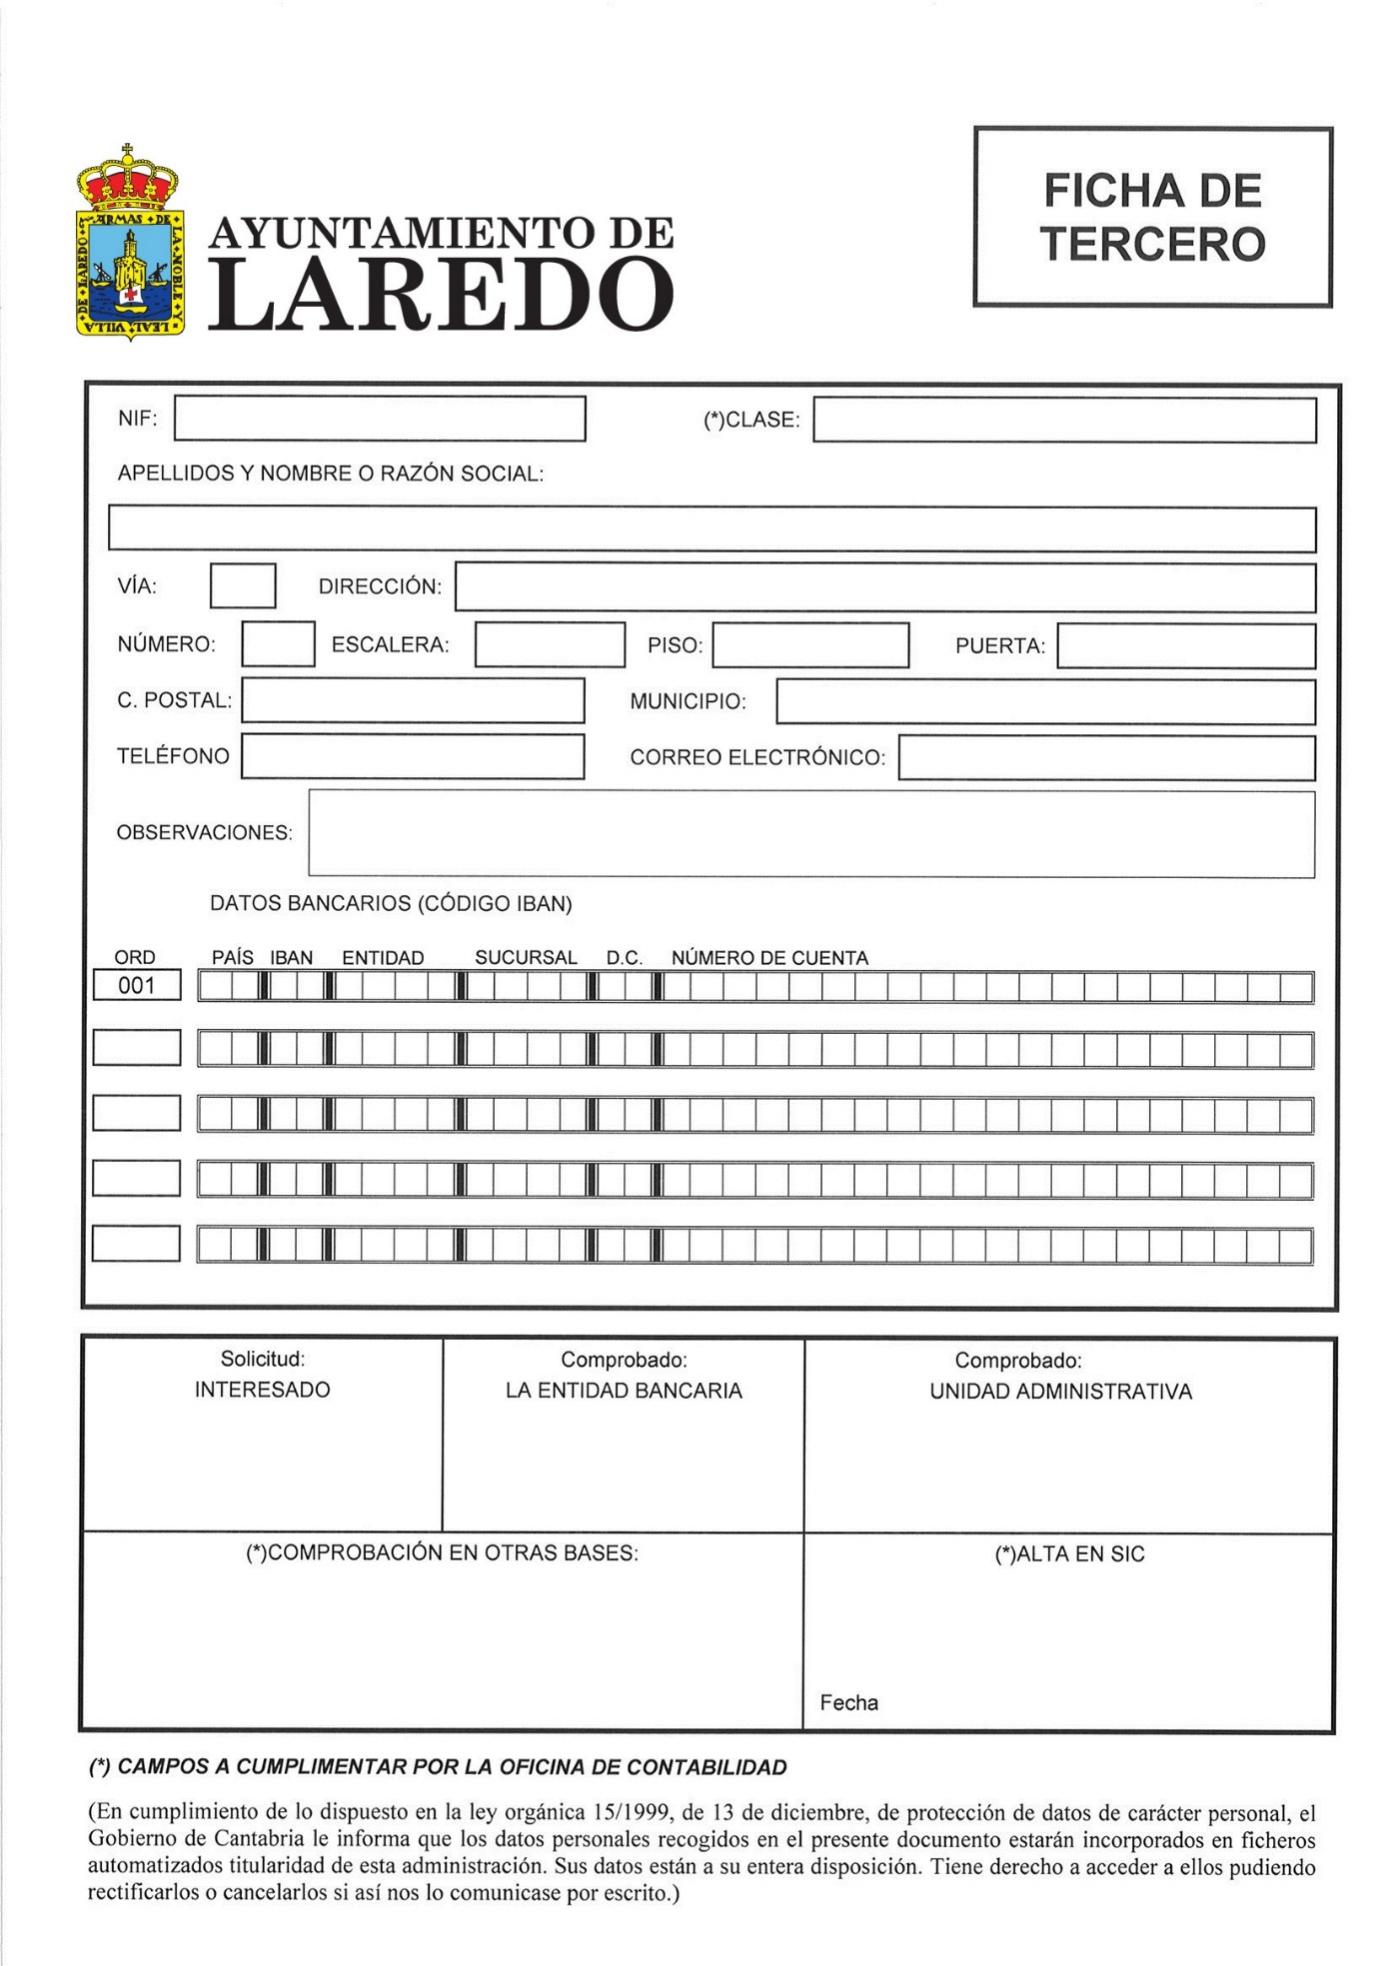 FICHA DE
TERCERO
ARMAS DE LA NOBLE Y LEAL VILLA DE LAREDO
AYUNTAMIENTO DE
LAREDO
NIF: (*)CLASE:
APELLIDOS Y NOMBRE O RAZÓN SOCIAL:
VÍA: DIRECCIÓN:
NÚMERO: ESCALERA: PISO: PUERTA:
C. POSTAL: MUNICIPIO:
TELÉFONO CORREO ELECTRÓNICO:
OBSERVACIONES:
DATOS BANCARIOS (CÓDIGO IBAN)
ORD PAÍS IBAN ENTIDAD SUCURSAL D.C. NÚMERO DE CUENTA
001
Solicitud:
INTERESADO
Comprobado:
LA ENTIDAD BANCARIA
Comprobado:
UNIDAD ADMINISTRATIVA
(*)COMPROBACIÓN EN OTRAS BASES:
(*)ALTA EN SIC
Fecha
(*) CAMPOS A CUMPLIMENTAR POR LA OFICINA DE CONTABILIDAD
(En cumplimiento de lo dispuesto en la ley orgánica 15/1999, de 13 de diciembre, de protección de datos de carácter personal, el
Gobierno de Cantabria le informa que los datos personales recogidos en el presente documento estarán incorporados en ficheros
automatizados titularidad de esta administración. Sus datos están a su entera disposición. Tiene derecho a acceder a ellos pudiendo
rectificarlos o cancelarlos si así nos lo comunicase por escrito.)